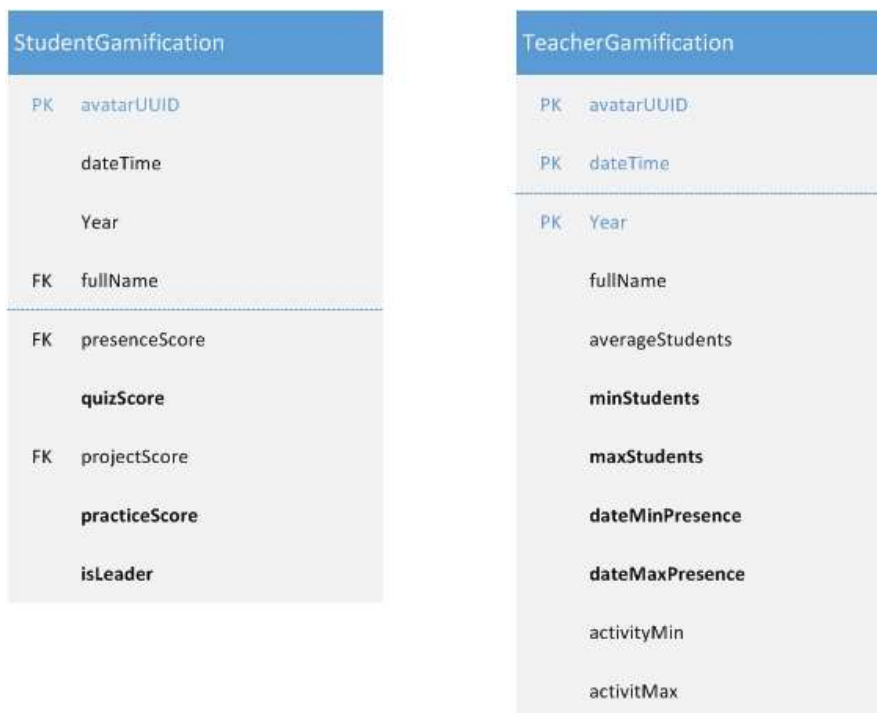 StudentGamification
PK avatarUUID
dateTime
Year
FK fullName
FK presenceScore
quizScore
FK projectScore
practiceScore
isLeader
TeacherGamification
PK avatarUUID
PK dateTime
PK Year
fullName
averageStudents
minStudents
maxStudents
dateMinPresence
dateMaxPresence
activityMin
activitMax